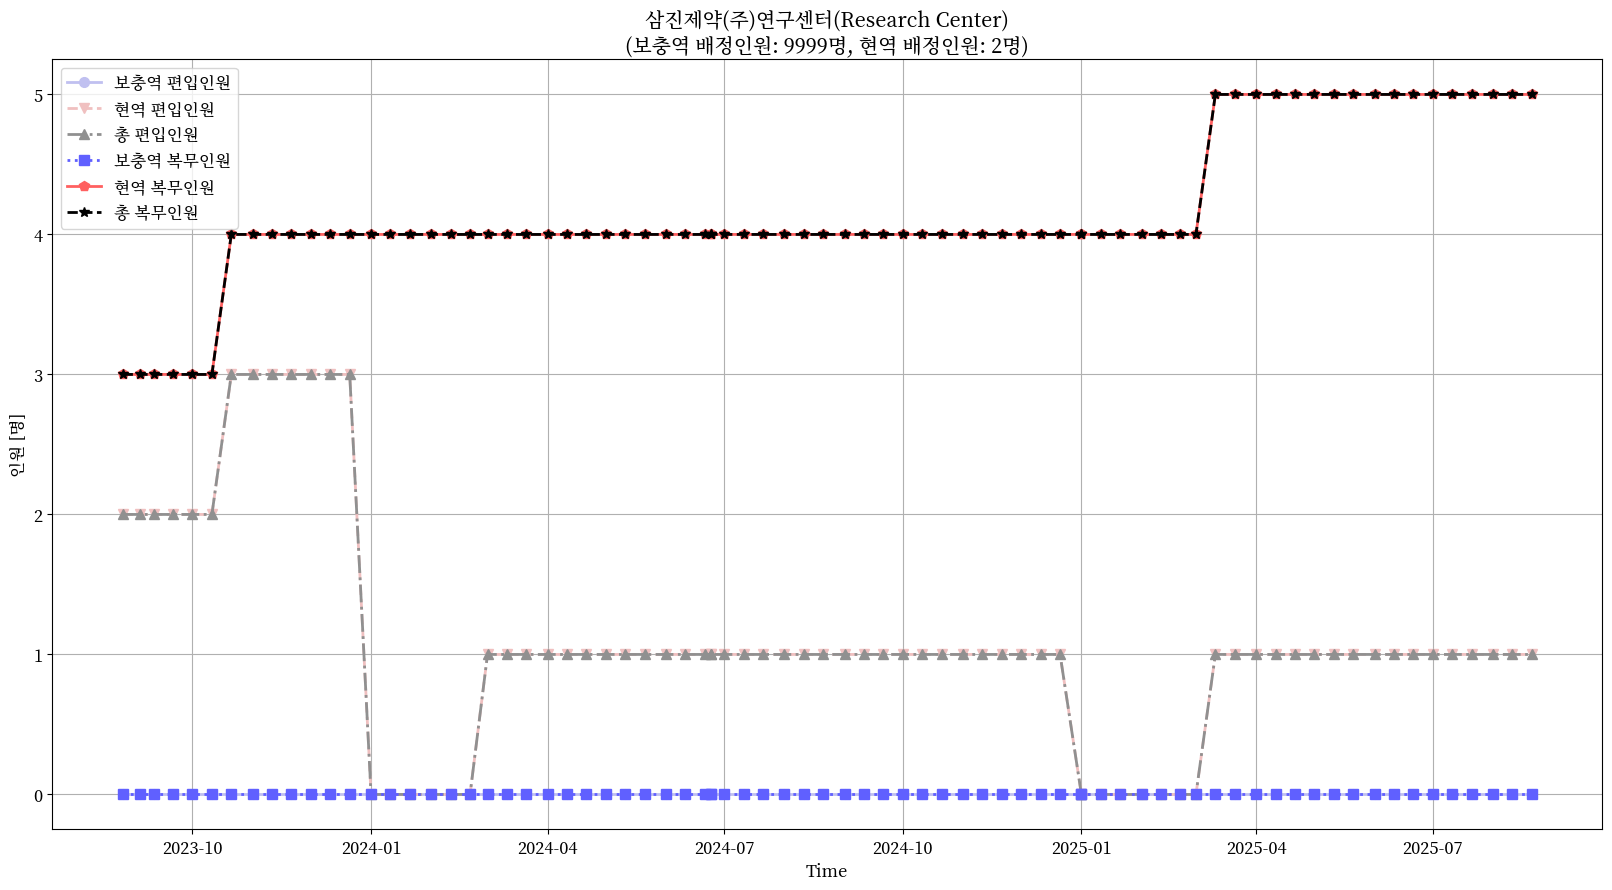 삼진제약(주)연구센터(Research Center)
(보충역 배정인원: 9999명, 현역 배정인원: 2명)
보충역 편입인원
현역 편입인원
총 편입인원
보충역 복무인원
현역 복무인원
총 복무인원
5
4
3
2
1
0
인원 [명]
2023-10
2024-01
2024-04
2024-07
2024-10
2025-01
2025-04
2025-07
Time